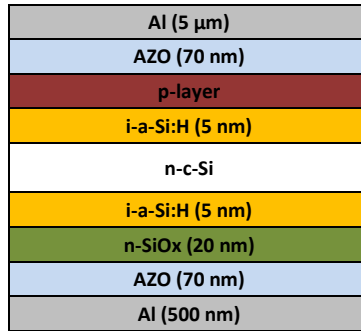 Al (5 µm)
AZO (70 nm)
p-layer
i-a-Si:H (5 nm)
n-c-Si
i-a-Si:H (5 nm)
n-SiOx (20 nm)
AZO (70 nm)
Al (500 nm)